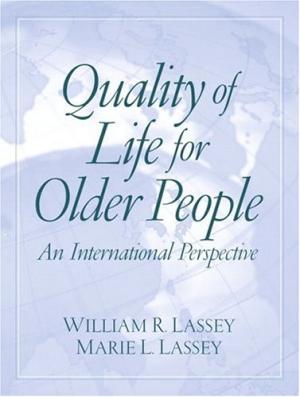 Quality of
Life for
Older People
An International Perspective
WILLIAM R. LASSEY
MARIE L. LASSEY